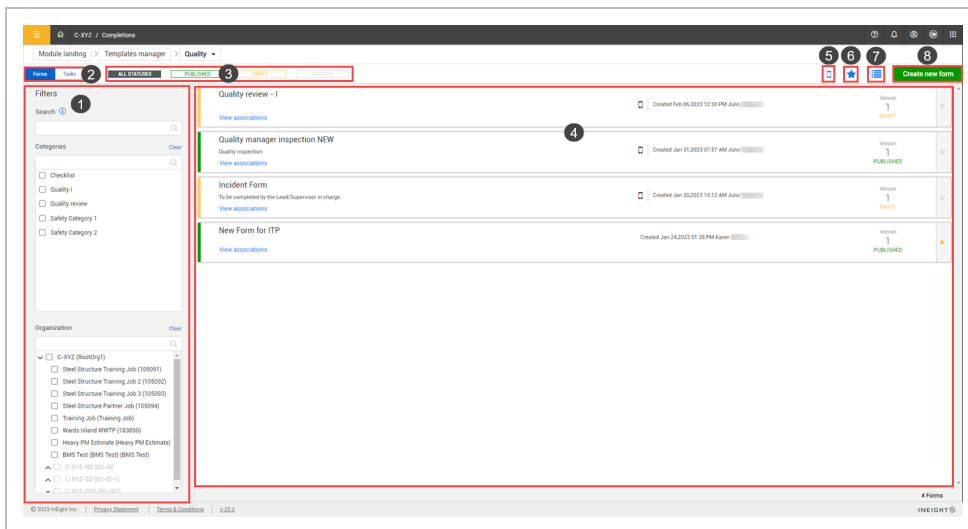 C-XYZ / Completions
Module landing > Templates manager > Quality
Forms Tasks 2 ALL STATUSES PUBLISHED 3 DRAFT INACTIVE 5 6 7 8 Create new form
Filters
1
Search
Categories Clear
Checklist
Quality I
Quality review
Safety Category 1
Safety Category 2
Organization Clear
C-XYZ (RootOrg1)
Steel Structure Training Job (105091)
Steel Structure Training Job 2 (105092)
Steel Structure Training Job 3 (105093)
Steel Structure Partner Job (105094)
Training Job (Training Job)
Wards Island WWTP (183850)
Heavy PM Estimate (Heavy PM Estimate)
BMS Test (BMS Test) (BMS Test)
C-XYZ-ND (EO-ID)
C-XYZ-SD (EO-ID-1)
4
Quality review - I
Created Feb 06,2023 12:30 PM Julio
Version
1
DRAFT
View associations
Quality manager inspection NEW
Quality inspection
Created Jan 31,2023 07:57 AM Julio
Version
1
PUBLISHED
View associations
Incident Form
To be completed by the Lead/Supervisor in charge.
Created Jan 30,2023 10:12 AM Julio
Version
1
DRAFT
View associations
New Form for ITP
Created Jan 24,2023 01:38 PM Karen
Version
1
PUBLISHED
View associations
4 Forms
© 2023 InEight Inc. Privacy Statement Terms & Conditions v 23.2 INEIGHT